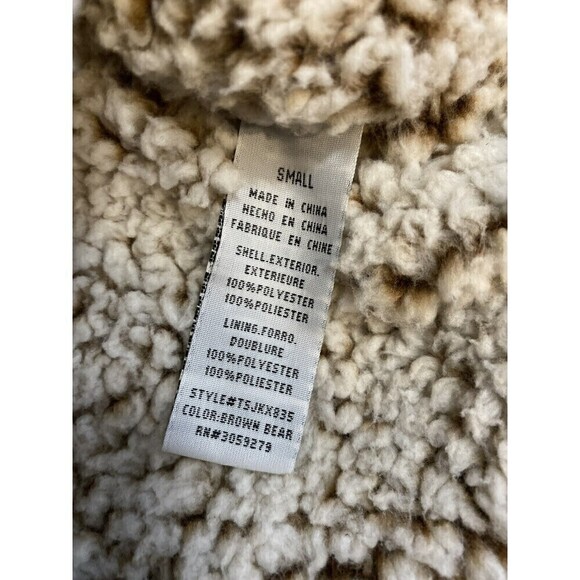 SMALL
MADE IN CHINA
HECHO EN CHINA
FABRIQUE EN CHINE
SHELL.EXTERIOR.
EXTERIEURE
100%POLYESTER
100%POLIESTER
LINING.FORRO.
DOUBLURE
100%POLYESTER
100%POLIESTER
STYLE#TSJKX835
COLOR:BROWN BEAR
RN#3059279